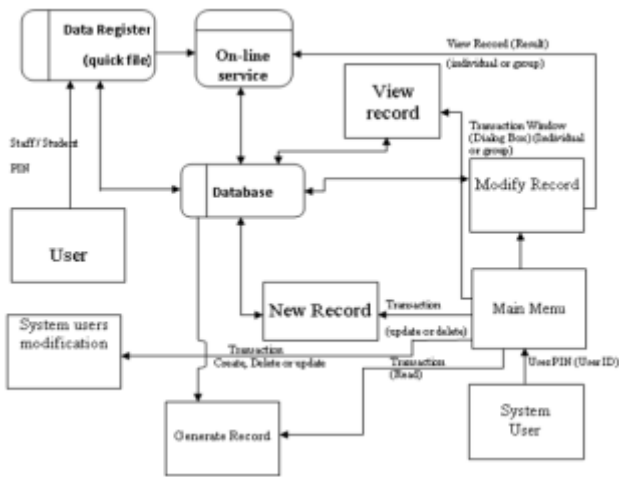 Data Register
(quick file)
On-line
service
View Record (Result)
(individual or group)
View
record
Transaction Window
(Dialog Box) (Individual
or group)
Staff / Student
PIN
Database
Modify Record
User
New Record
Transaction
(update or delete)
Main Menu
System users
modification
Transaction
Create, Delete or update
Transaction
(Read)
User PIN (User ID)
System
User
Generate Record